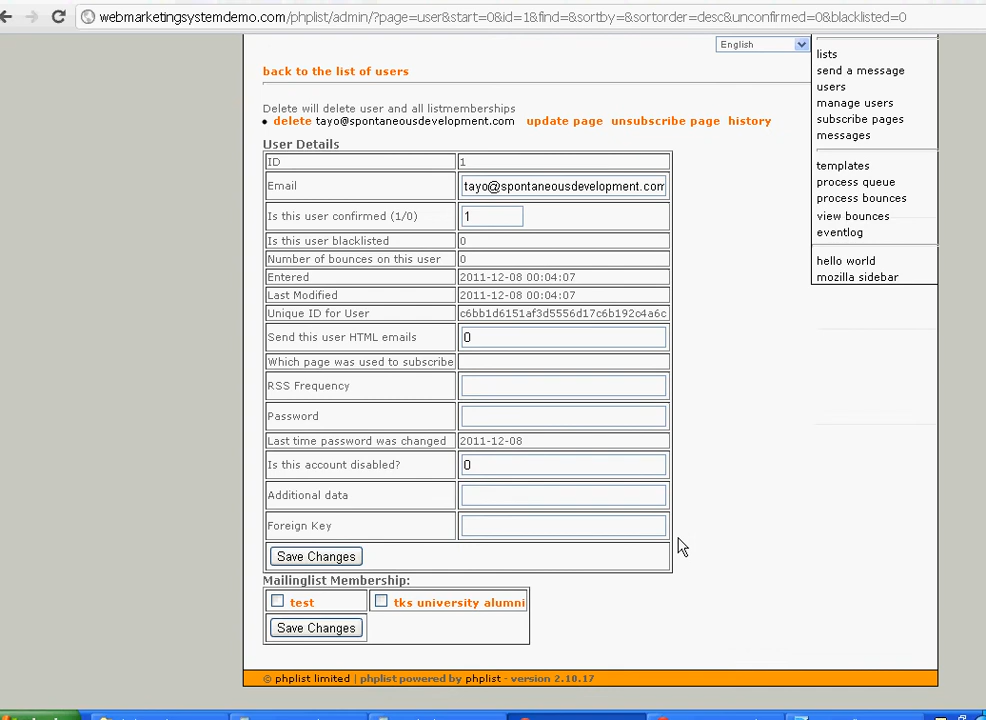 webmarketingsystemdemo.com/phplist/admin/?page=user&start=0&id=1&find=&sortby=&sortorder=desc&unconfirmed=0&blacklisted=0
English
lists
back to the list of users
send a message
users
manage users
Delete will delete user and all listmemberships
subscribe pages
• delete tayo@spontaneousdevelopment.com update page unsubscribe page history
messages
User Details
ID 1
templates
Email tayo@spontaneousdevelopment.com
process queue
process bounces
Is this user confirmed (1/0) 1
view bounces
eventlog
Is this user blacklisted 0
Number of bounces on this user 0
hello world
Entered 2011-12-08 00:04:07
mozilla sidebar
Last Modified 2011-12-08 00:04:07
Unique ID for User c6bb1d6151af3d5556d17c6b192c4a6c
Send this user HTML emails 0
Which page was used to subscribe
RSS Frequency
Password
Last time password was changed 2011-12-08
Is this account disabled? 0
Additional data
Foreign Key
Save Changes
Mailinglist Membership:
test tks university alumni
Save Changes
© phplist limited | phplist powered by phplist - version 2.10.17